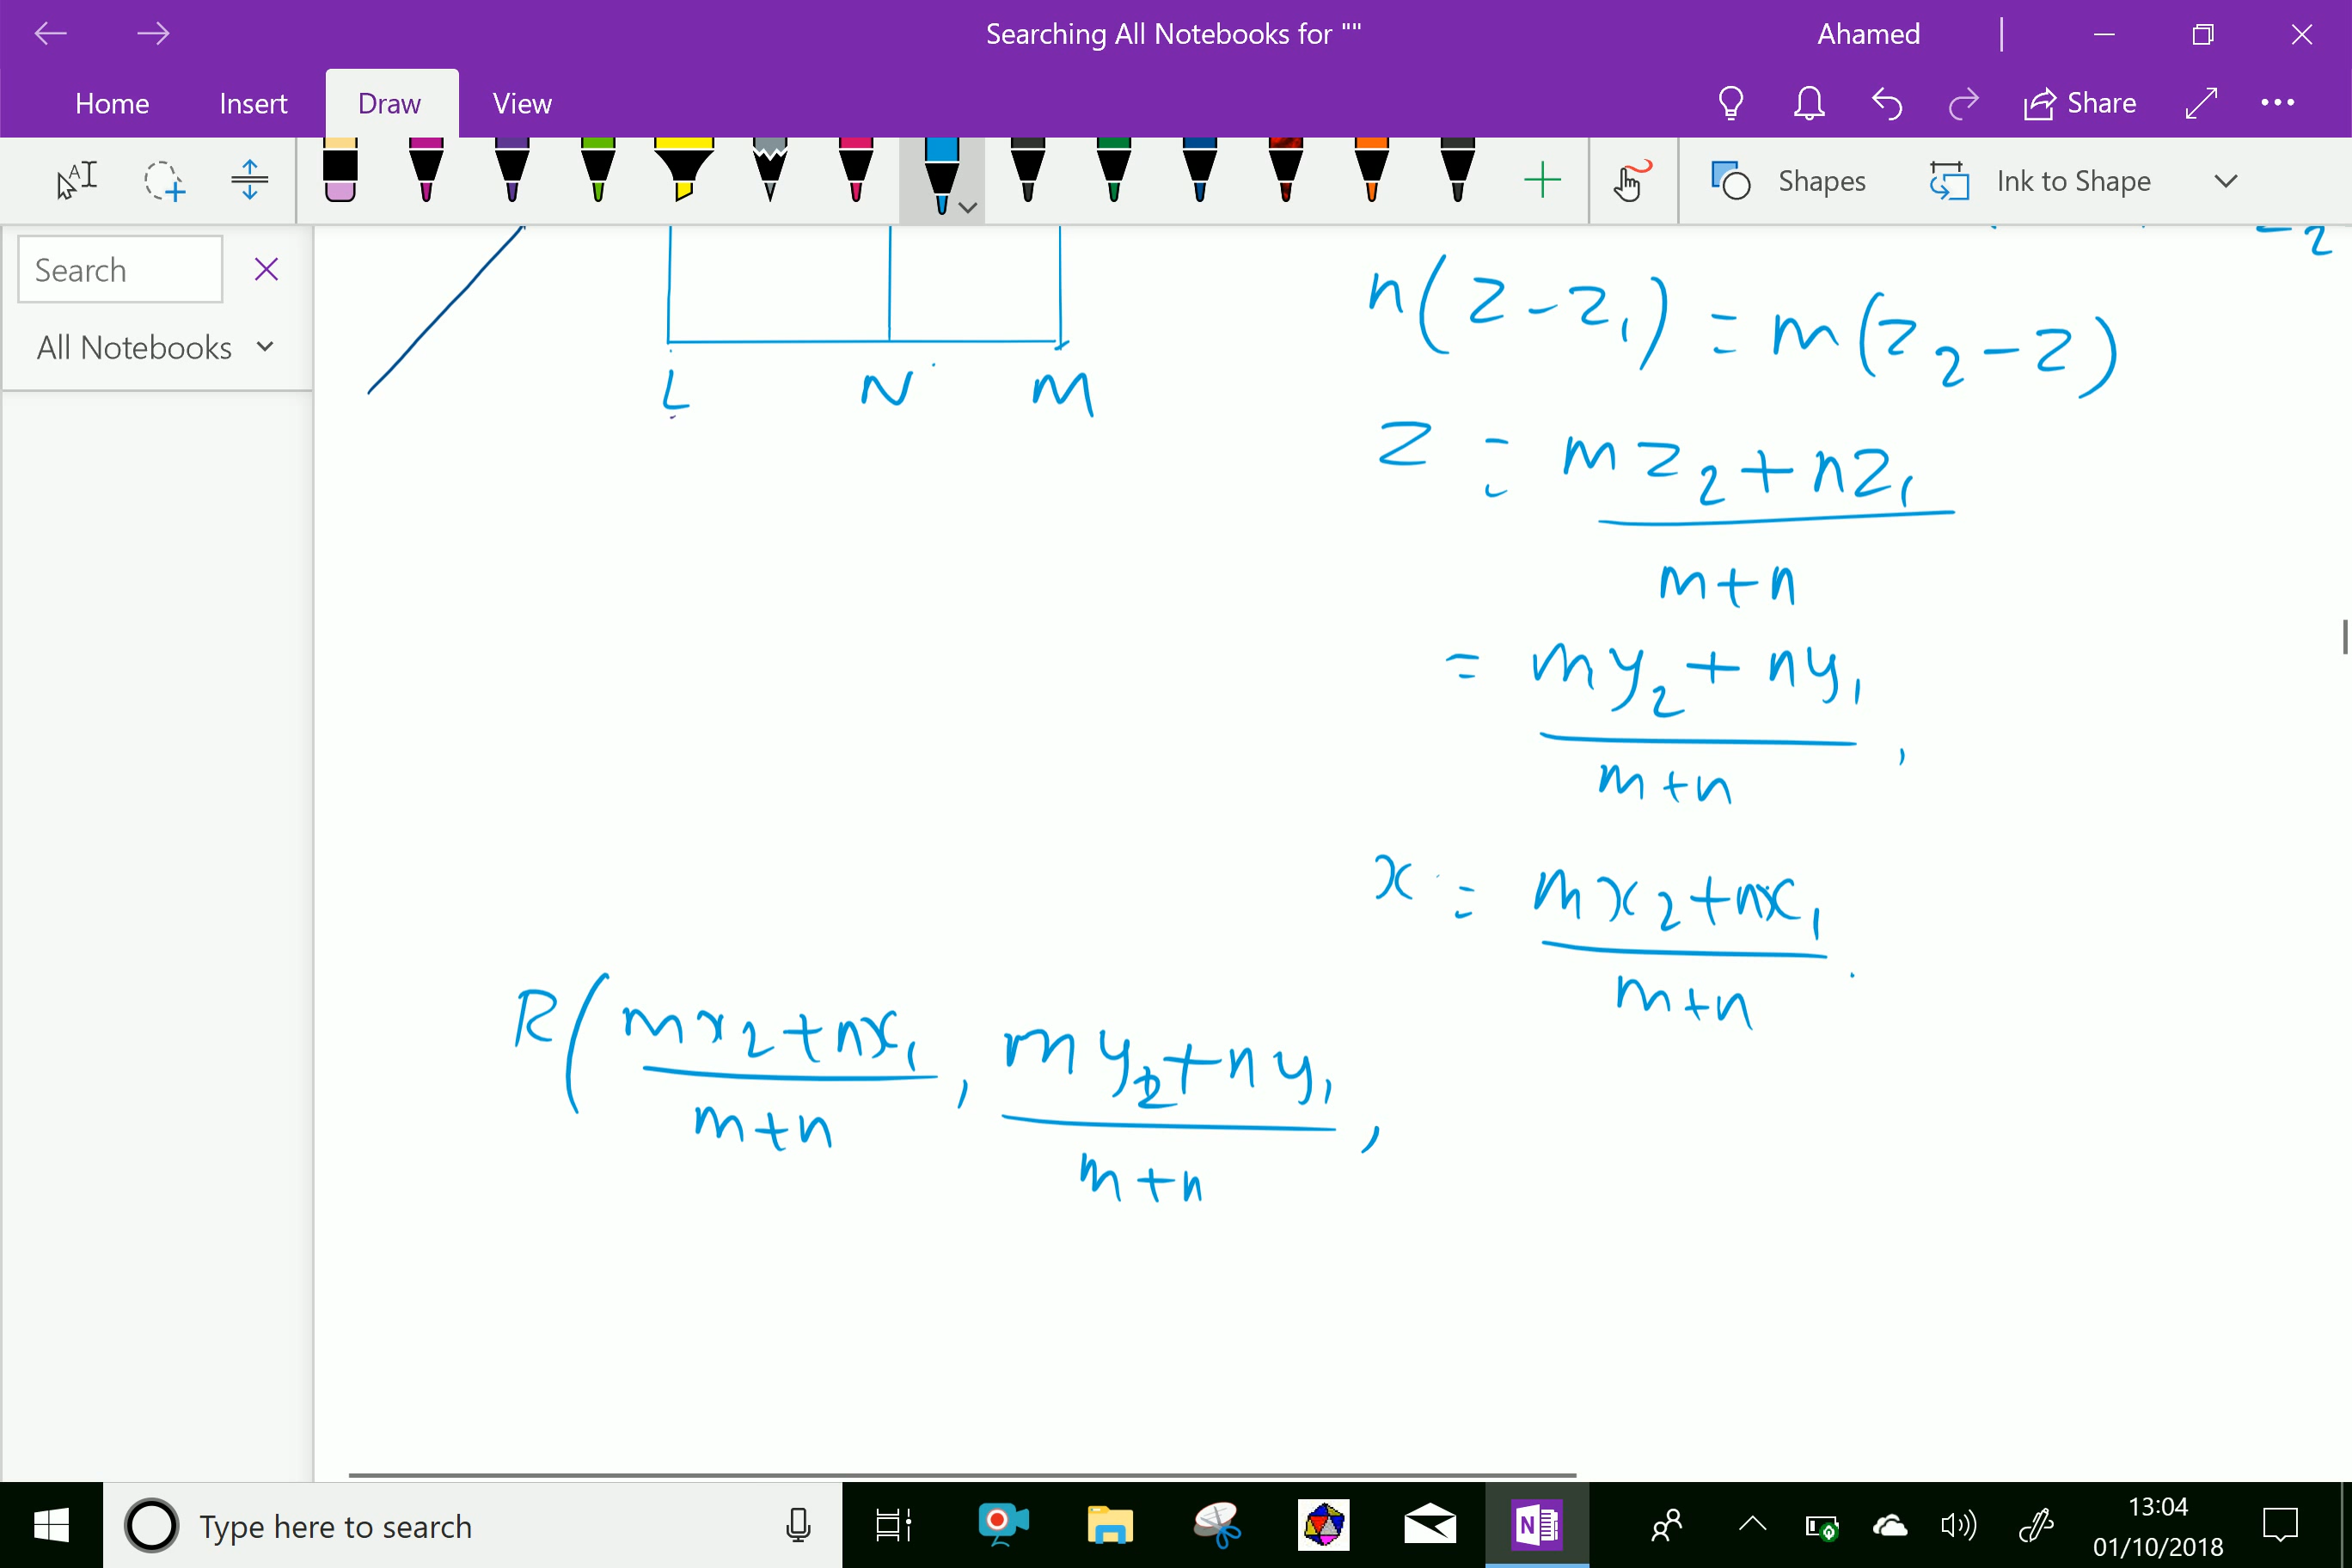 Searching All Notebooks for ""
Ahamed
Home Insert Draw View
Share
Shapes
Ink to Shape
Search
All Notebooks
n(z-z₁) = m(z₂-z)
L N M
z = mz₂+nz₁
m+n
= my₂+ny₁,
m+n
x = mx₂+nx₁
m+n
R(mx₂+nx₁, my₂+ny₁,
m+n m+n
Type here to search
13:04
01/10/2018